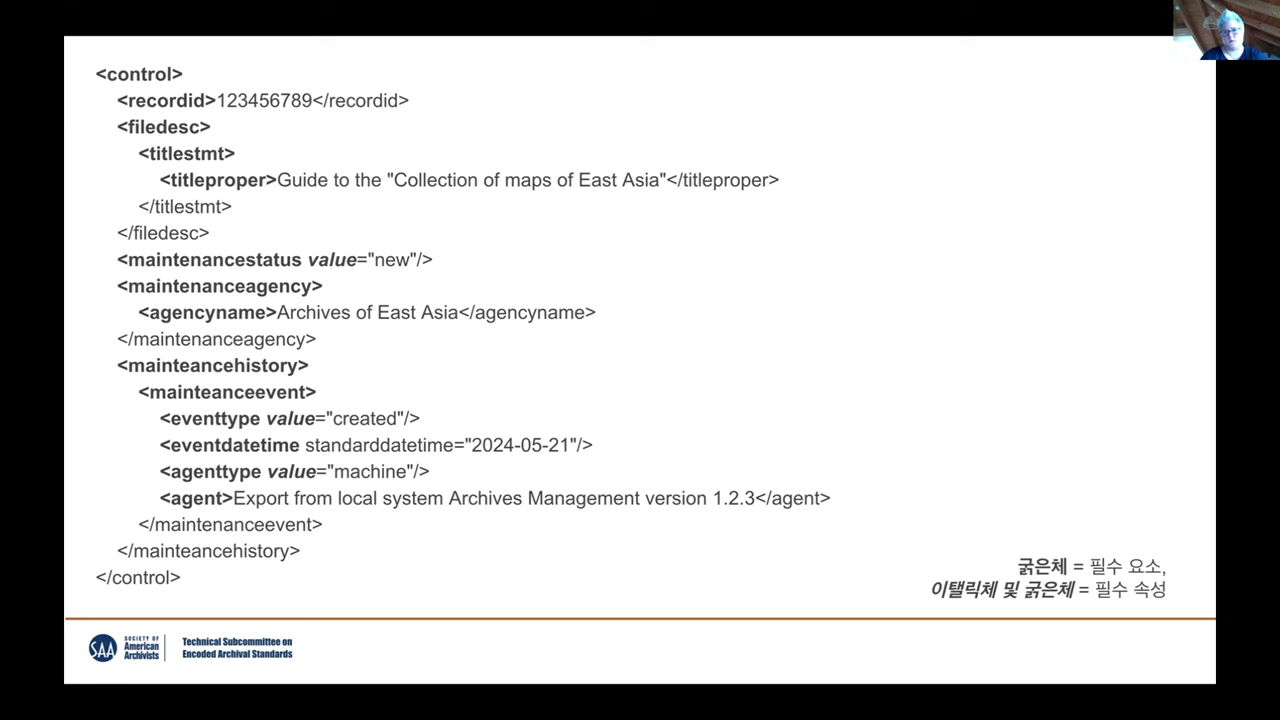 <control>
<recordid>123456789</recordid>
<filedesc>
<titlestmt>
<titleproper>Guide to the "Collection of maps of East Asia"</titleproper>
</titlestmt>
</filedesc>
<maintenancestatus value="new"/>
<maintenanceagency>
<agencyname>Archives of East Asia</agencyname>
</maintenanceagency>
<mainteancehistory>
<mainteanceevent>
<eventtype value="created"/>
<eventdatetime standarddatetime="2024-05-21"/>
<agenttype value="machine"/>
<agent>Export from local system Archives Management version 1.2.3</agent>
</maintenanceevent>
</mainteancehistory>
</control>
굵은체 = 필수 요소,
이탤릭체 및 굵은체 = 필수 속성
SAA
SOCIETY OF
American
Archivists
Technical Subcommittee on
Encoded Archival Standards